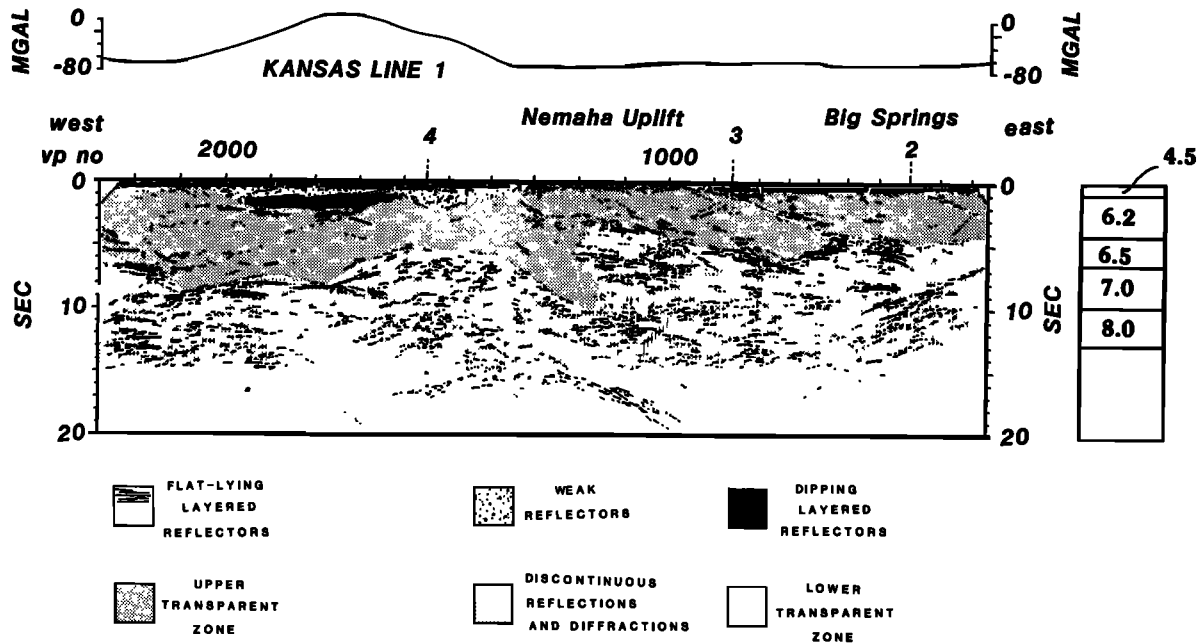 MGAL
0
-80
KANSAS LINE 1
0
-80
MGAL
west
Nemaha Uplift
Big Springs
east
vp no
2000
4
1000
3
2
4.5
SEC
0
10
20
0
10
20
SEC
6.2
6.5
7.0
8.0
FLAT-LYING
LAYERED
REFLECTORS
WEAK
REFLECTORS
DIPPING
LAYERED
REFLECTORS
UPPER
TRANSPARENT
ZONE
DISCONTINUOUS
REFLECTIONS
AND DIFFRACTIONS
LOWER
TRANSPARENT
ZONE